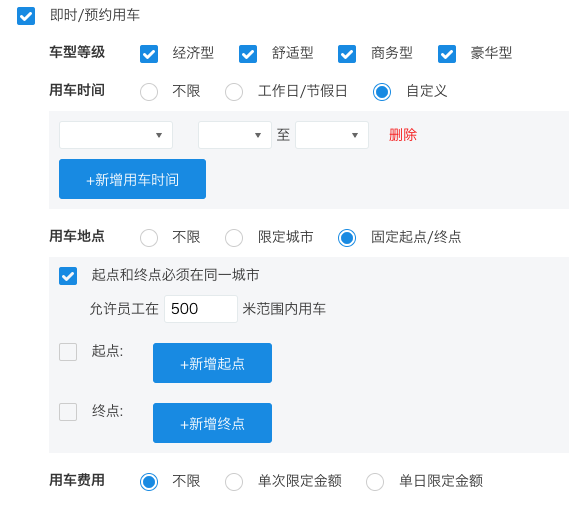 即时/预约用车
车型等级 经济型 舒适型 商务型 豪华型
用车时间 不限 工作日/节假日 自定义
至 删除
+新增用车时间
用车地点 不限 限定城市 固定起点/终点
起点和终点必须在同一城市
允许员工在 500 米范围内用车
起点: +新增起点
终点: +新增终点
用车费用 不限 单次限定金额 单日限定金额